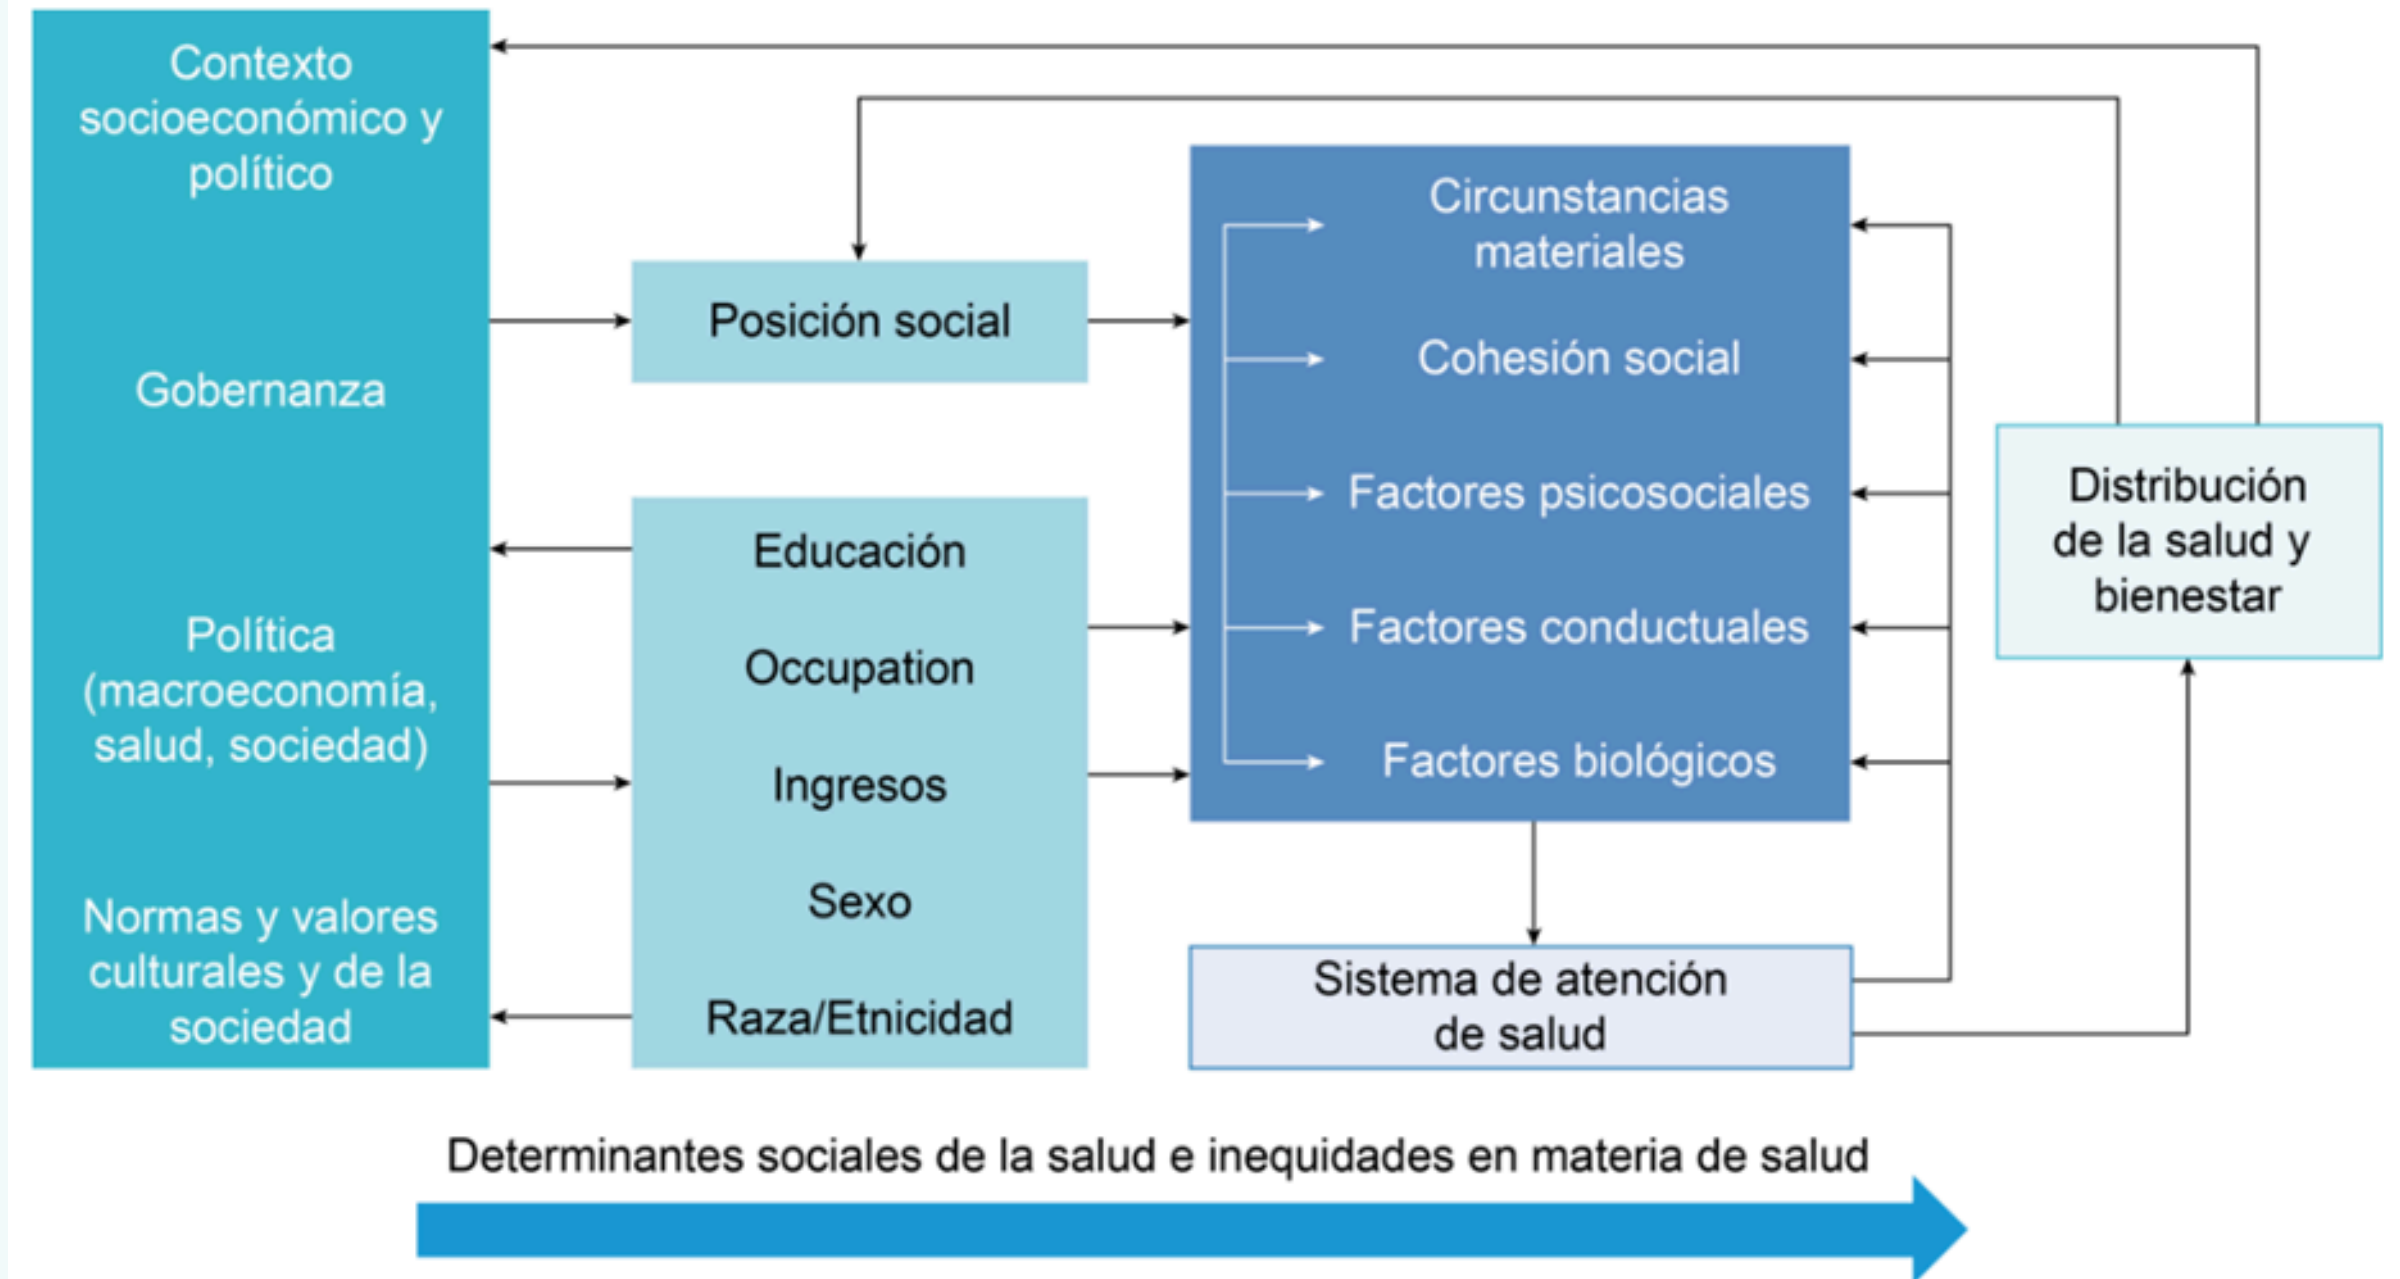 Contexto
socioeconómico y
político
Gobernanza
Política
(macroeconomía,
salud, sociedad)
Normas y valores
culturales y de la
sociedad
Posición social
Educación
Occupation
Ingresos
Sexo
Raza/Etnicidad
Circunstancias
materiales
Cohesión social
Factores psicosociales
Factores conductuales
Factores biológicos
Sistema de atención
de salud
Distribución
de la salud y
bienestar
Determinantes sociales de la salud e inequidades en materia de salud